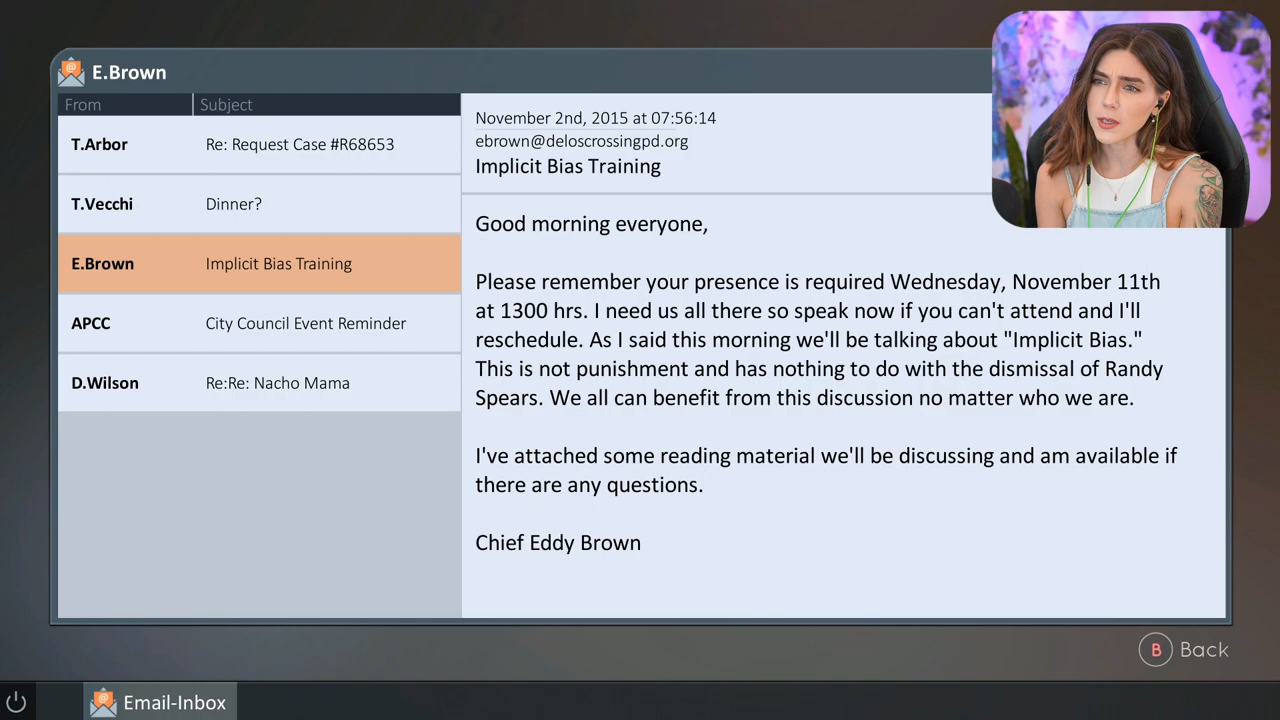 E.Brown
From Subject
T.Arbor Re: Request Case #R68653
T.Vecchi Dinner?
E.Brown Implicit Bias Training
APCC City Council Event Reminder
D.Wilson Re:Re: Nacho Mama
November 2nd, 2015 at 07:56:14
ebrown@deloscrossingpd.org
Implicit Bias Training
Good morning everyone,
Please remember your presence is required Wednesday, November 11th
at 1300 hrs. I need us all there so speak now if you can't attend and I'll
reschedule. As I said this morning we'll be talking about "Implicit Bias."
This is not punishment and has nothing to do with the dismissal of Randy
Spears. We all can benefit from this discussion no matter who we are.
I've attached some reading material we'll be discussing and am available if
there are any questions.
Chief Eddy Brown
B Back
Email-Inbox